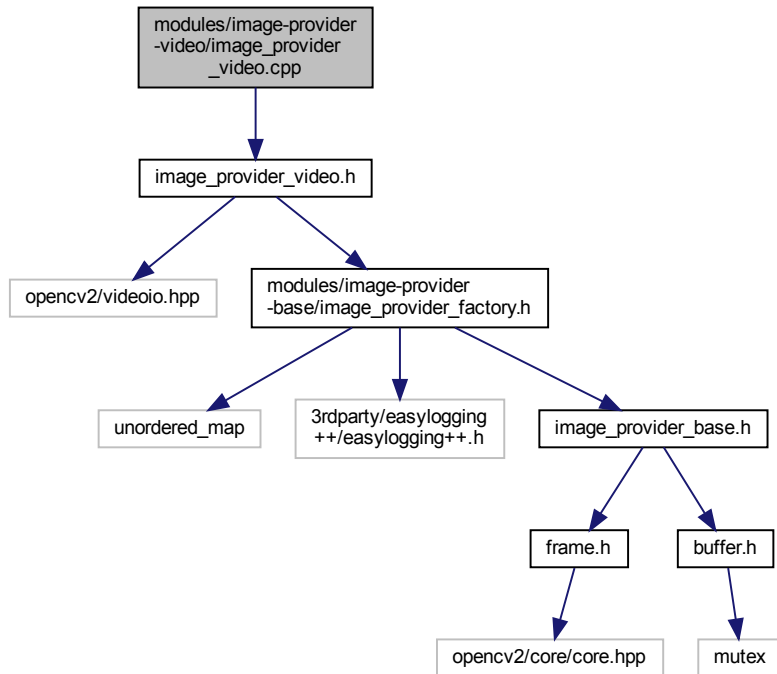 modules/image-provider
-video/image_provider
_video.cpp
image_provider_video.h
opencv2/videoio.hpp
modules/image-provider
-base/image_provider_factory.h
unordered_map
3rdparty/easylogging
++/easylogging++.h
image_provider_base.h
frame.h
buffer.h
opencv2/core/core.hpp
mutex